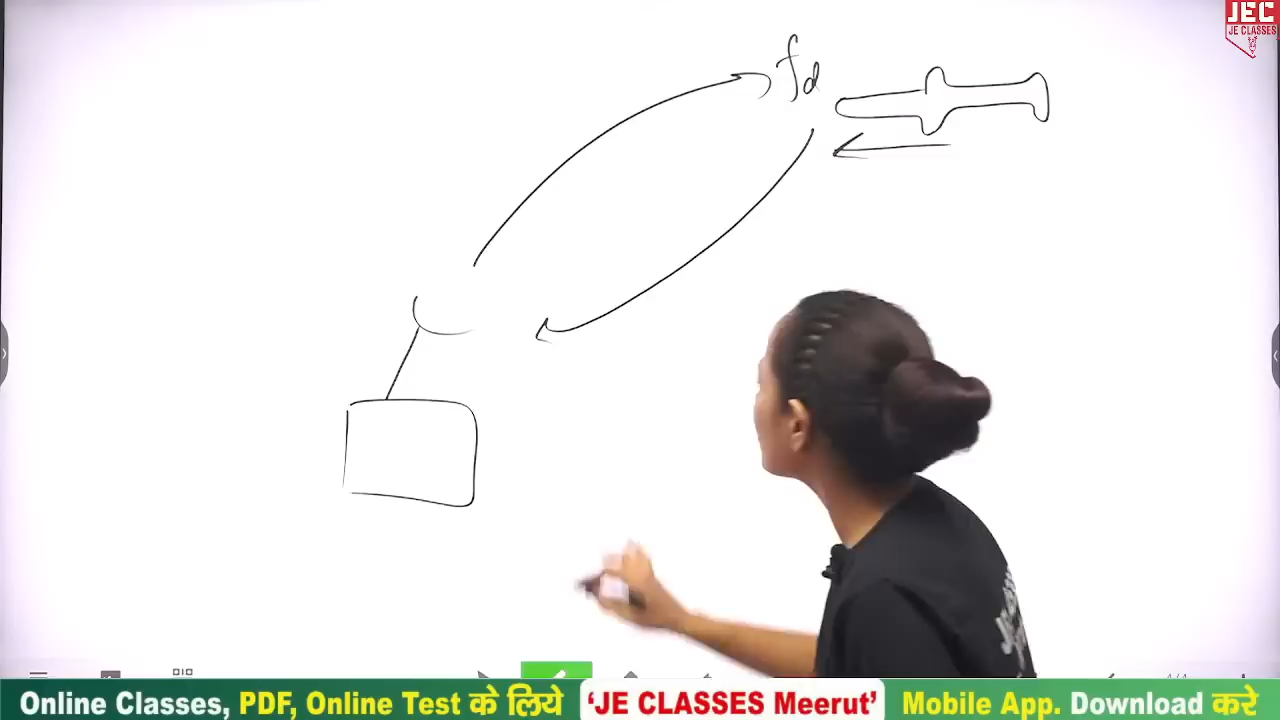 JEC
JE CLASSES
fd
Online Classes, PDF, Online Test के लिये 'JE CLASSES Meerut' Mobile App. Download करे